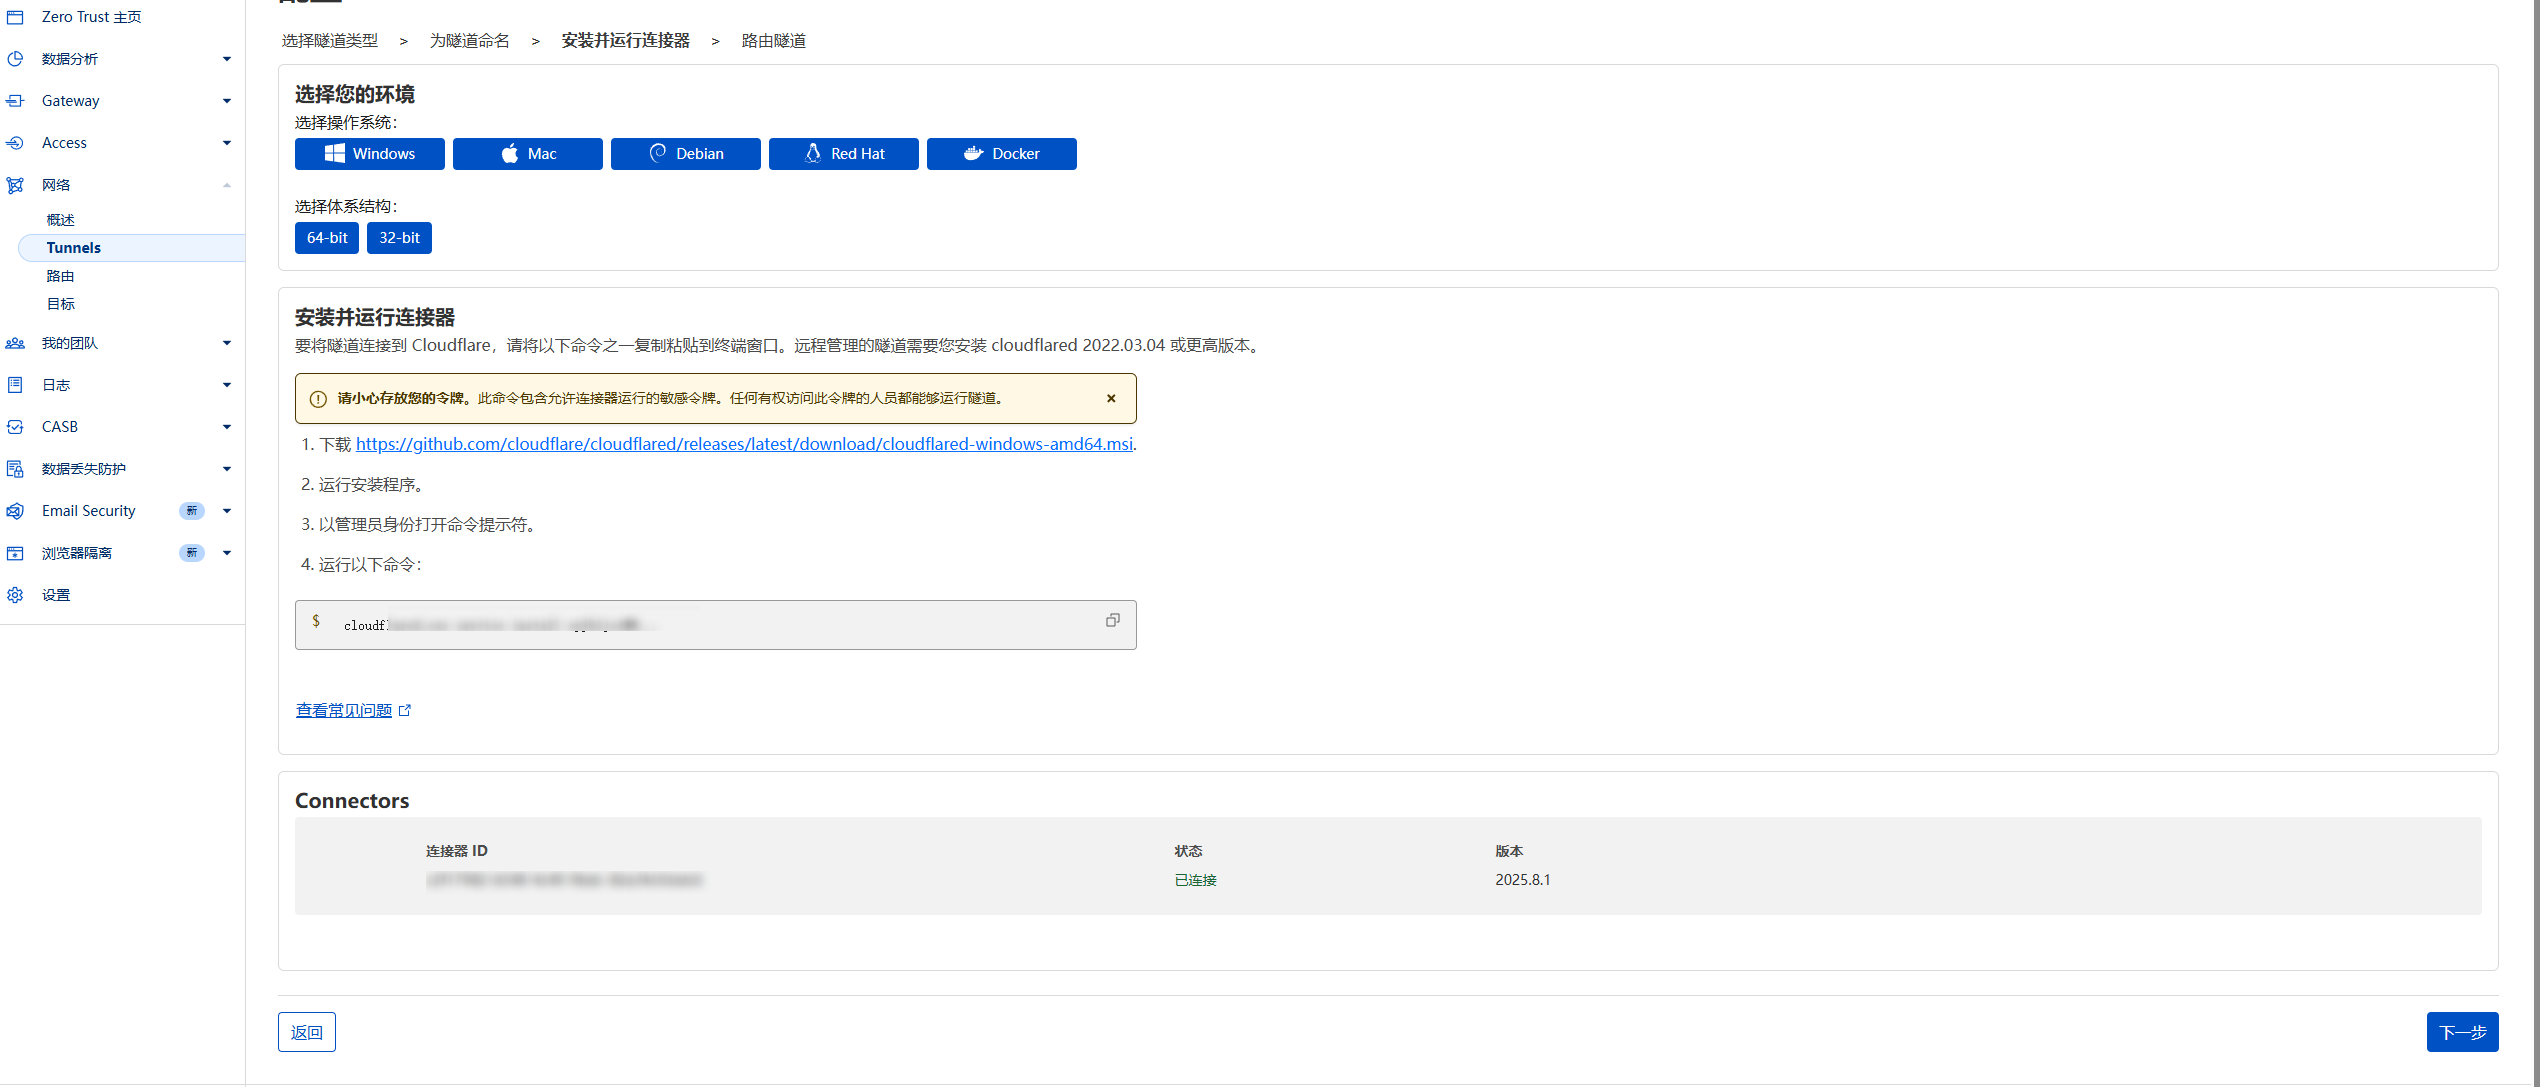 Zero Trust 主页
数据分析
Gateway
Access
网络
概述
Tunnels
路由
目标
我的团队
日志
CASB
数据丢失防护
Email Security 新
浏览器隔离 新
设置
选择隧道类型 > 为隧道命名 > 安装并运行连接器 > 路由隧道
选择您的环境
选择操作系统：
Windows Mac Debian Red Hat Docker
选择体系结构：
64-bit 32-bit
安装并运行连接器
要将隧道连接到 Cloudflare，请将以下命令之一复制粘贴到终端窗口。远程管理的隧道需要您安装 cloudflared 2022.03.04 或更高版本。
请小心存放您的令牌。此命令包含允许连接器运行的敏感令牌。任何有权访问此令牌的人员都能够运行隧道。 ×
1. 下载 https://github.com/cloudflare/cloudflared/releases/latest/download/cloudflared-windows-amd64.msi.
2. 运行安装程序。
3. 以管理员身份打开命令提示符。
4. 运行以下命令：
$ cloudf
查看常见问题
Connectors
连接器 ID 状态 版本
已连接 2025.8.1
返回 下一步